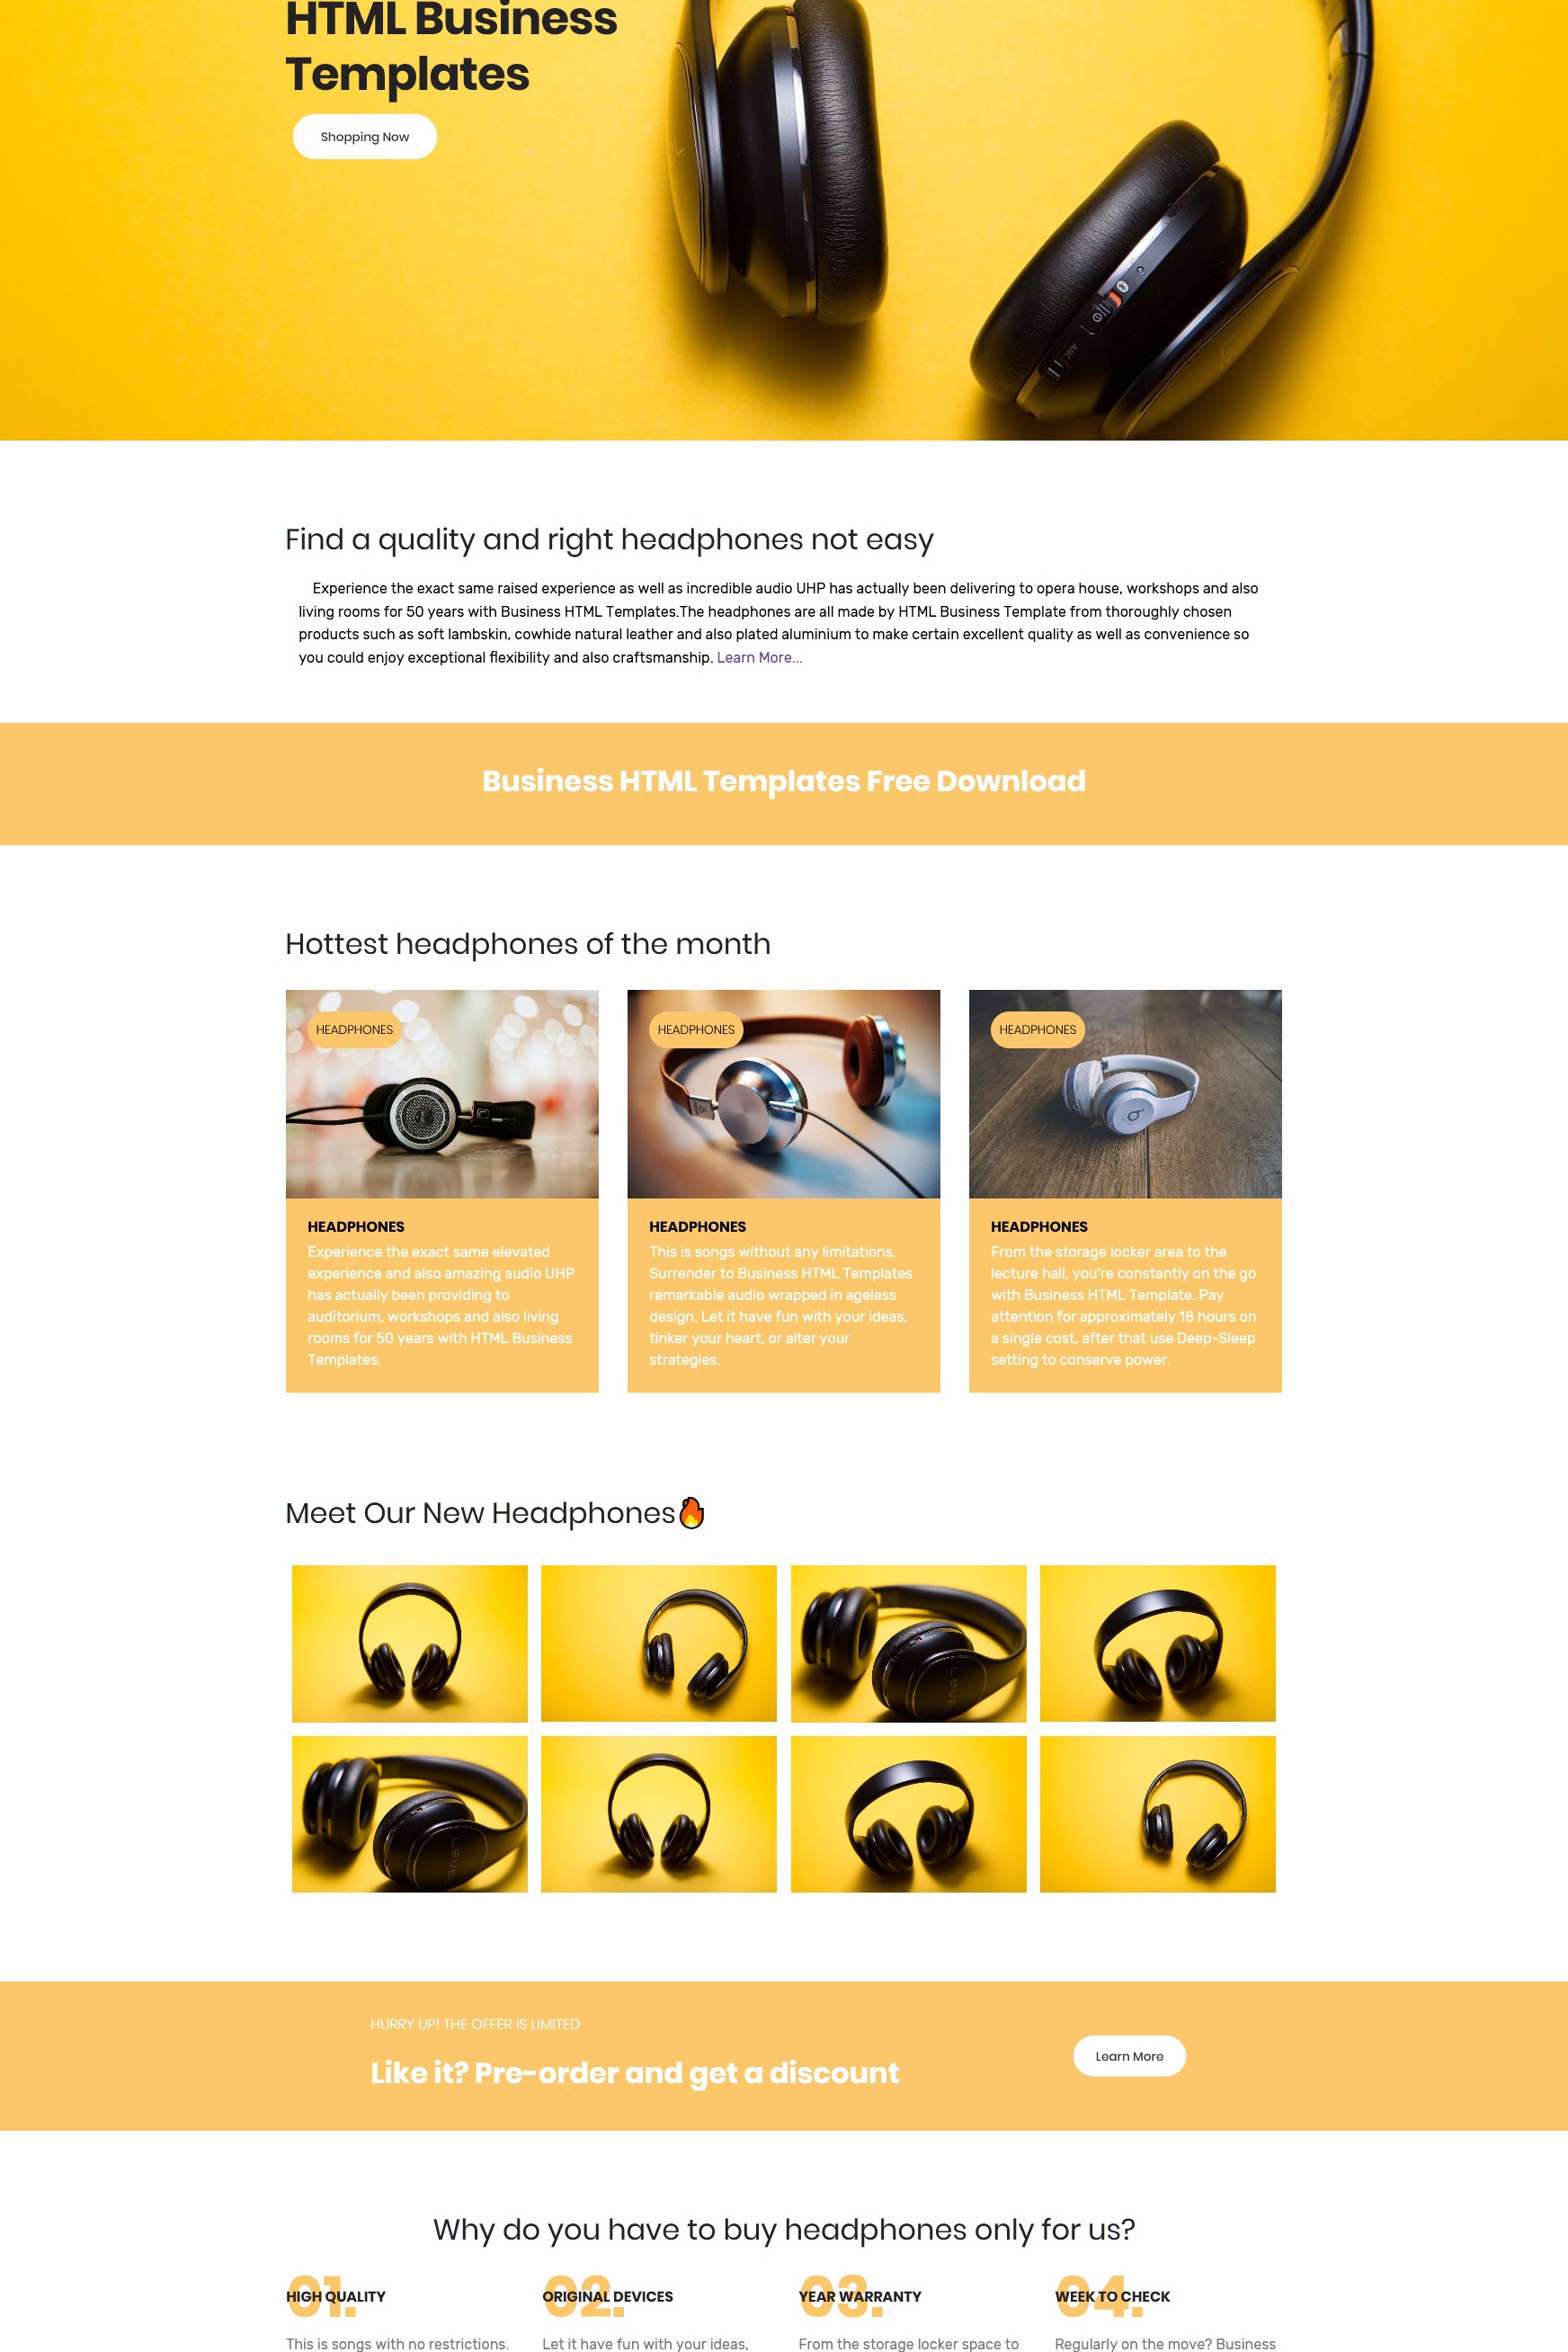 HTML Business
Templates
Shopping Now
ANC
Find a quality and right headphones not easy
Experience the exact same raised experience as well as incredible audio UHP has actually been delivering to opera house, workshops and also
living rooms for 50 years with Business HTML Templates.The headphones are all made by HTML Business Template from thoroughly chosen
products such as soft lambskin, cowhide natural leather and also plated aluminium to make certain excellent quality as well as convenience so
you could enjoy exceptional flexibility and also craftsmanship. Learn More...
Business HTML Templates Free Download
Hottest headphones of the month
HEADPHONES
HEADPHONES
Experience the exact same elevated
experience and also amazing audio UHP
has actually been providing to
auditorium, workshops and also living
rooms for 50 years with HTML Business
Templates.
HEADPHONES
HEADPHONES
This is songs without any limitations.
Surrender to Business HTML Templates
remarkable audio wrapped in ageless
design. Let it have fun with your ideas,
tinker your heart, or alter your
strategies.
HEADPHONES
HEADPHONES
From the storage locker area to the
lecture hall, you're constantly on the go
with Business HTML Template. Pay
attention for approximately 18 hours on
a single cost, after that use Deep-Sleep
setting to conserve power.
Meet Our New Headphones🔥
HURRY UP! THE OFFER IS LIMITED
Like it? Pre-order and get a discount
Learn More
Why do you have to buy headphones only for us?
01.
HIGH QUALITY
This is songs with no restrictions.
02.
ORIGINAL DEVICES
Let it have fun with your ideas,
03.
YEAR WARRANTY
From the storage locker space to
04.
WEEK TO CHECK
Regularly on the move? Business